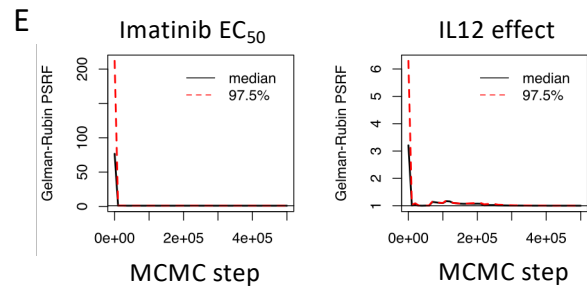 E
Imatinib EC50
IL12 effect
Gelman-Rubin PSRF
200
100
50
0
median
97.5%
0e+00 2e+05 4e+05
MCMC step
Gelman-Rubin PSRF
6
5
4
3
2
1
median
97.5%
0e+00 2e+05 4e+05
MCMC step